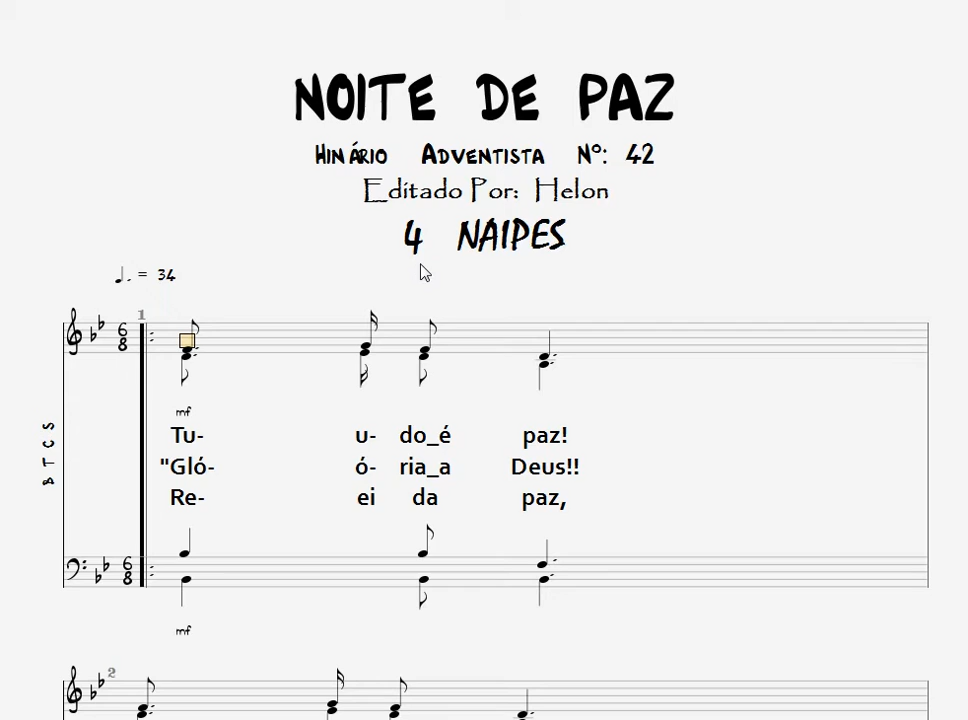 NOITE DE PAZ
HINÁRIO ADVENTISTA Nº: 42
Editado Por: Helon
4 NAIPES
= 34
1
6
8
mf
Tu- u- do_é paz!
"Gló- ó- ria_a Deus!!
Re- ei da paz,
B T C S
6
8
mf
2